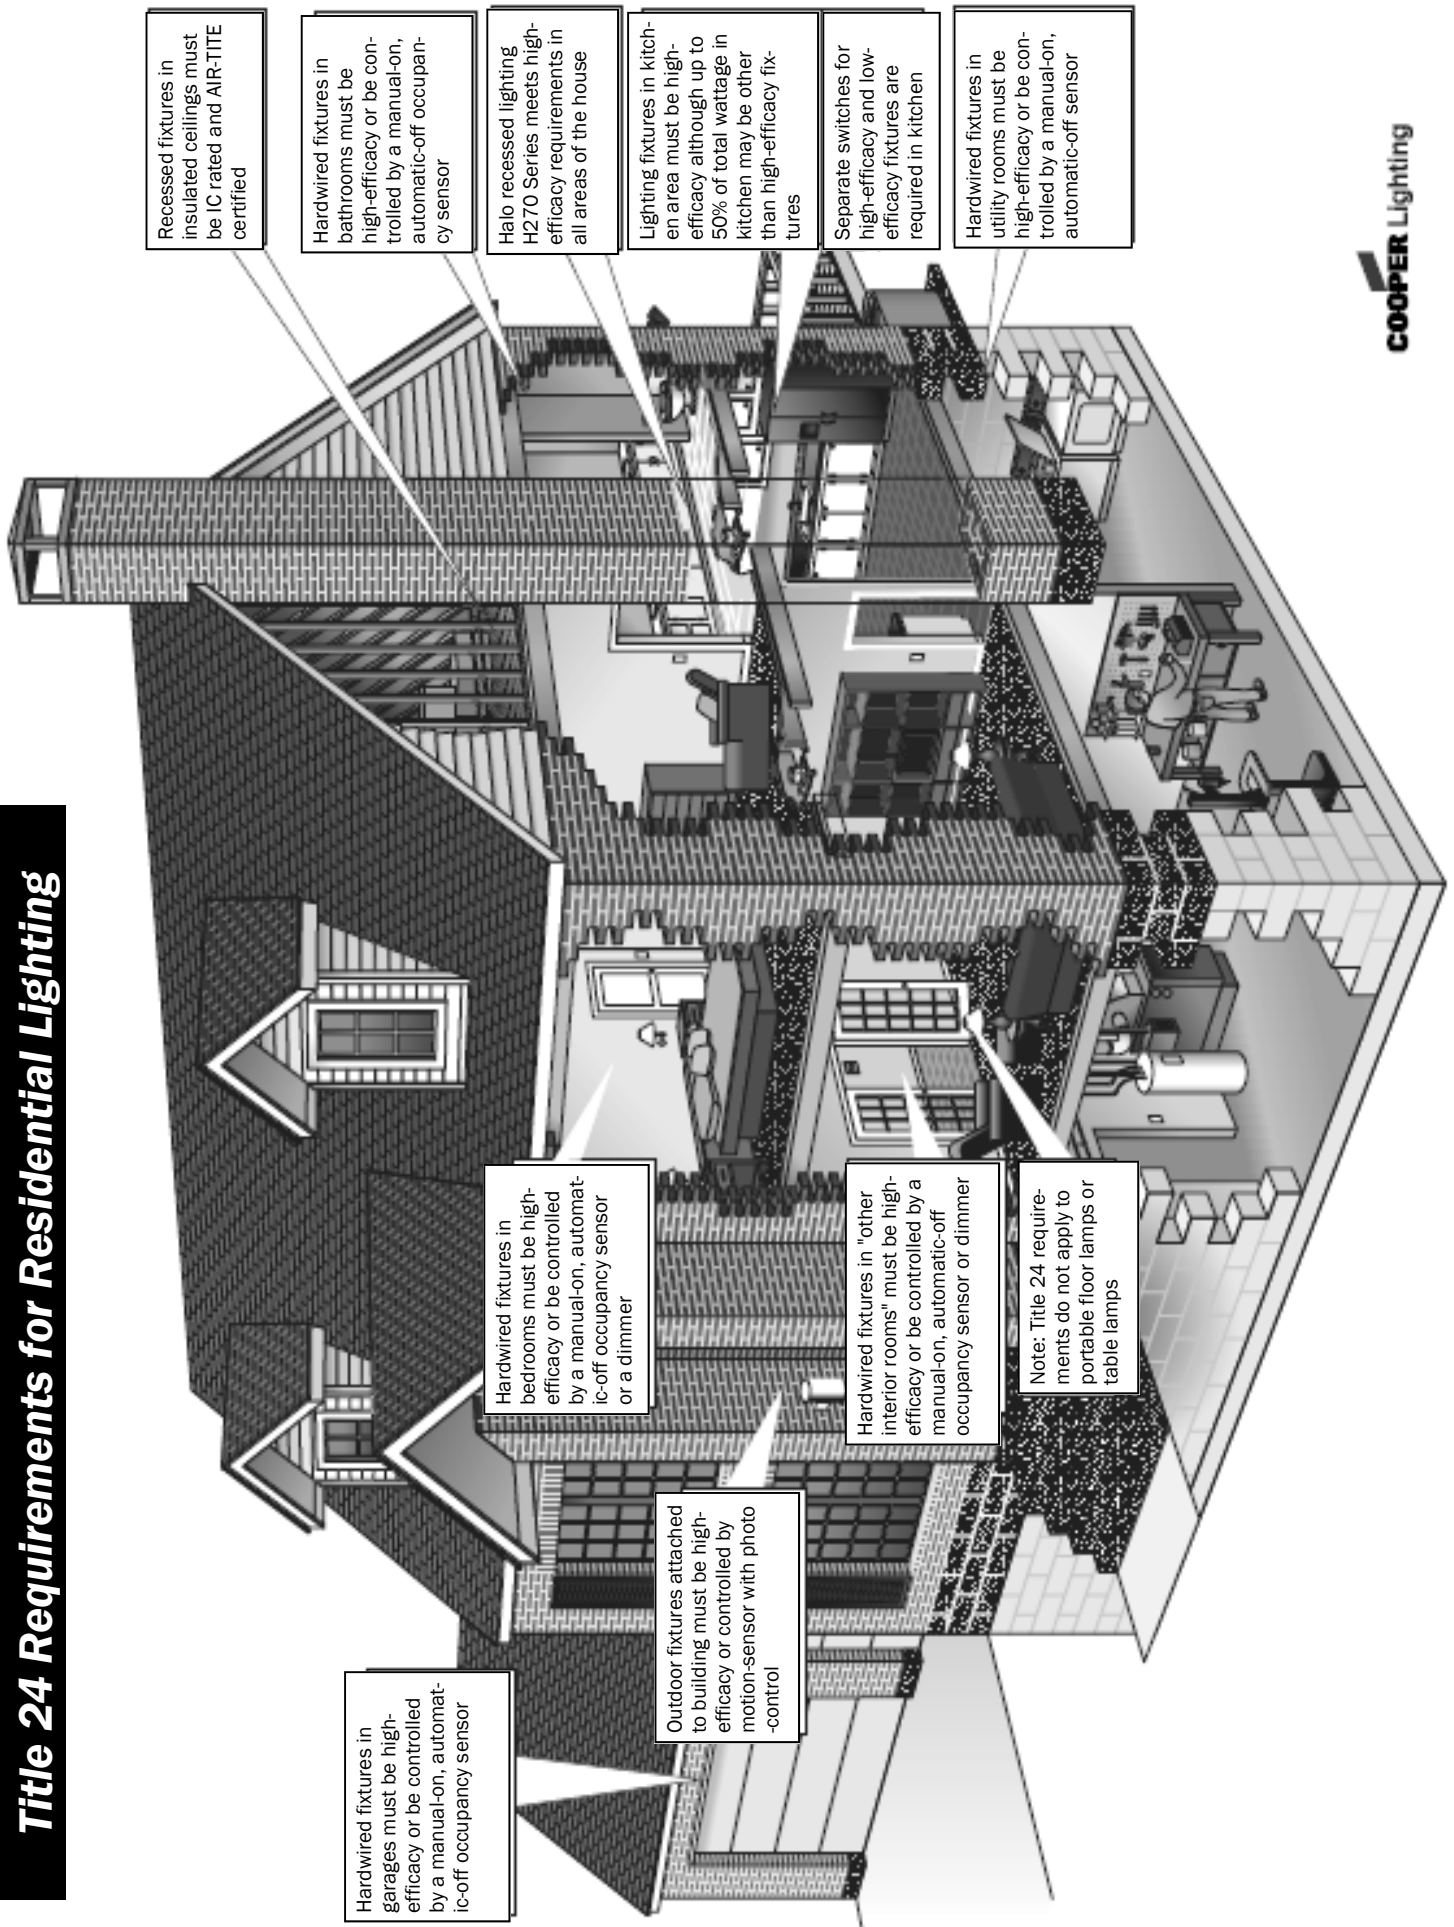 Title 24 Requirements for Residential Lighting
Recessed fixtures in
insulated ceilings must
be IC rated and AIR-TITE
certified
Hardwired fixtures in
bathrooms must be
high-efficacy or be con-
trolled by a manual-on,
automatic-off occupan-
cy sensor
Halo recessed lighting
H270 Series meets high-
efficacy requirements in
all areas of the house
Lighting fixtures in kitch-
en area must be high-
efficacy although up to
50% of total wattage in
kitchen may be other
than high-efficacy fix-
tures
Separate switches for
high-efficacy and low-
efficacy fixtures are
required in kitchen
Hardwired fixtures in
utility rooms must be
high-efficacy or be con-
trolled by a manual-on,
automatic-off sensor
Hardwired fixtures in
bedrooms must be high-
efficacy or be controlled
by a manual-on, automat-
ic-off occupancy sensor
or a dimmer
Hardwired fixtures in "other
interior rooms" must be high-
efficacy or be controlled by a
manual-on, automatic-off
occupancy sensor or dimmer
Note: Title 24 require-
ments do not apply to
portable floor lamps or
table lamps
Outdoor fixtures attached
to building must be high-
efficacy or controlled by
motion-sensor with photo
-control
Hardwired fixtures in
garages must be high-
efficacy or be controlled
by a manual-on, automat-
ic-off occupancy sensor
COOPER Lighting